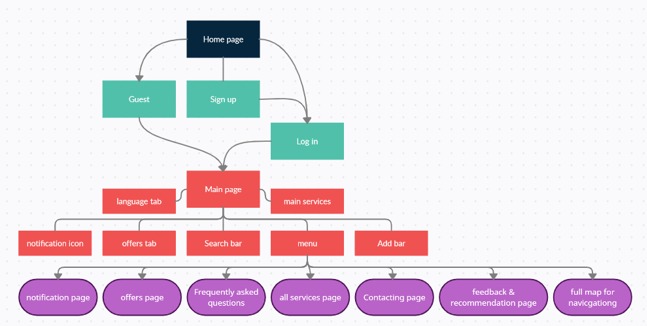 Home page
Guest
Sign up
Log in
Main page
language tab
main services
notification icon
offers tab
Search bar
menu
Add bar
notification page
offers page
Frequently asked
questions
all services page
Contacting page
feedback &
recommendation page
full map for
navicgationg